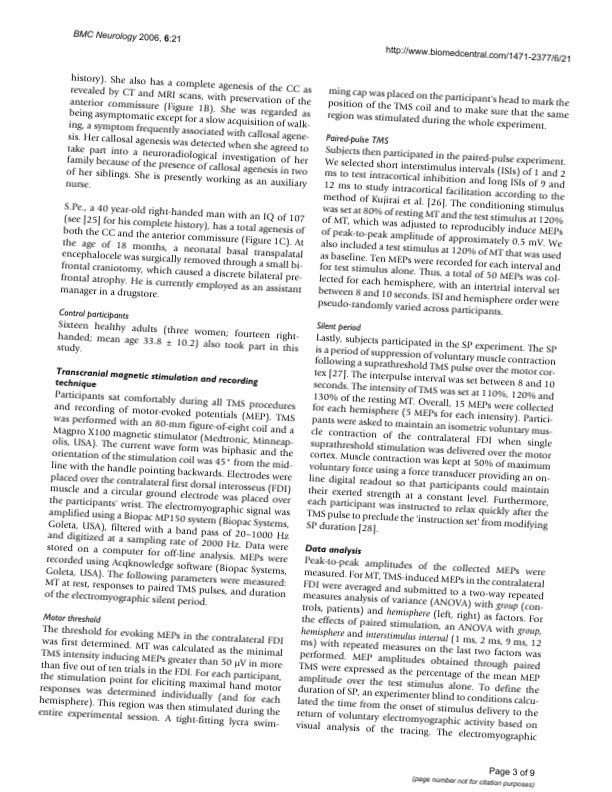 BMC Neurology 2006, 6:21
http://www.biomedcentral.com/1471-2377/6/21
history). She also has a complete agenesis of the CC as
revealed by CT and MRI scans, with preservation of the
anterior commissure (Figure 1B). She was regarded as
being asymptomatic except for a slow acquisition of walk-
ing, a symptom frequently associated with callosal agene-
sis. Her callosal agenesis was detected when she agreed to
take part into a neuroradiological investigation of her
family because of the presence of callosal agenesis in two
of her siblings. She is presently working as an auxiliary
nurse.
S.Pe., a 40 year old right-handed man with an IQ of 107
(see [25] for his complete history), has a total agenesis of
both the CC and the anterior commissure (Figure 1C). At
the age of 18 months, a neonatal basal transpalatal
encephalocele was surgically removed through a small bi-
frontal craniotomy, which caused a discrete bilateral pre-
frontal atrophy. He is currently employed as an assistant
manager in a drugstore.
Control participants
Sixteen healthy adults (three women; fourteen right-
handed; mean age 33.8 ± 10.2) also took part in this
study.
Transcranial magnetic stimulation and recording
technique
Participants sat comfortably during all TMS procedures
and recording of motor-evoked potentials (MEP). TMS
was performed with an 80-mm figure-of-eight coil and a
Magpro X100 magnetic stimulator (Medtronic, Minneap-
olis, USA). The current wave form was biphasic and the
orientation of the stimulation coil was 45° from the mid-
line with the handle pointing backwards. Electrodes were
placed over the contralateral first dorsal interosseus (FDI)
muscle and a circular ground electrode was placed over
the participants' wrist. The electromyographic signal was
amplified using a Biopac MP150 system (Biopac Systems,
Goleta, USA), filtered with a band pass of 20–1000 Hz
and digitized at a sampling rate of 2000 Hz. Data were
stored on a computer for off-line analysis. MEPs were
recorded using Acqknowledge software (Biopac Systems,
Goleta, USA). The following parameters were measured:
MT at rest, responses to paired TMS pulses, and duration
of the electromyographic silent period.
Motor threshold
The threshold for evoking MEPs in the contralateral FDI
was first determined. MT was calculated as the minimal
TMS intensity inducing MEPs greater than 50 μV in more
than five out of ten trials in the FDI. For each participant,
the stimulation point for eliciting maximal hand motor
responses was determined individually (and for each
hemisphere). This region was then stimulated during the
entire experimental session. A tight-fitting lycra swim-
ming cap was placed on the participant's head to mark the
position of the TMS coil and to make sure that the same
region was stimulated during the whole experiment.
Paired-pulse TMS
Subjects then participated in the paired-pulse experiment.
We selected short interstimulus intervals (ISIs) of 1 and 2
ms to test intracortical inhibition and long ISIs of 9 and
12 ms to study intracortical facilitation according to the
method of Kujirai et al. [26]. The conditioning stimulus
was set at 80% of resting MT and the test stimulus at 120%
of MT, which was adjusted to reproducibly induce MEPs
of peak-to-peak amplitude of approximately 0.5 mV. We
also included a test stimulus at 120% of MT that was used
as baseline. Ten MEPs were recorded for each interval and
for test stimulus alone. Thus, a total of 50 MEPs was col-
lected for each hemisphere, with an intertrial interval set
between 8 and 10 seconds. ISI and hemisphere order were
pseudo-randomly varied across participants.
Silent period
Lastly, subjects participated in the SP experiment. The SP
is a period of suppression of voluntary muscle contraction
following a suprathreshold TMS pulse over the motor cor-
tex [27]. The interpulse interval was set between 8 and 10
seconds. The intensity of TMS was set at 110%, 120% and
130% of the resting MT. Overall, 15 MEPs were collected
for each hemisphere (5 MEPs for each intensity). Partici-
pants were asked to maintain an isometric voluntary mus-
cle contraction of the contralateral FDI when single
suprathreshold stimulation was delivered over the motor
cortex. Muscle contraction was kept at 50% of maximum
voluntary force using a force transducer providing an on-
line digital readout so that participants could maintain
their exerted strength at a constant level. Furthermore,
each participant was instructed to relax quickly after the
TMS pulse to preclude the 'instruction set' from modifying
SP duration [28].
Data analysis
Peak-to-peak amplitudes of the collected MEPs were
measured. For MT, TMS-induced MEPs in the contralateral
FDI were averaged and submitted to a two-way repeated
measures analysis of variance (ANOVA) with group (con-
trols, patients) and hemisphere (left, right) as factors. For
the effects of paired stimulation, an ANOVA with group,
hemisphere and interstimulus interval (1 ms, 2 ms, 9 ms, 12
ms) with repeated measures on the last two factors was
performed. MEP amplitudes obtained through paired
TMS were expressed as the percentage of the mean MEP
amplitude over the test stimulus alone. To define the
duration of SP, an experimenter blind to conditions calcu-
lated the time from the onset of stimulus delivery to the
return of voluntary electromyographic activity based on
visual analysis of the tracing. The electromyographic
Page 3 of 9
(page number not for citation purposes)